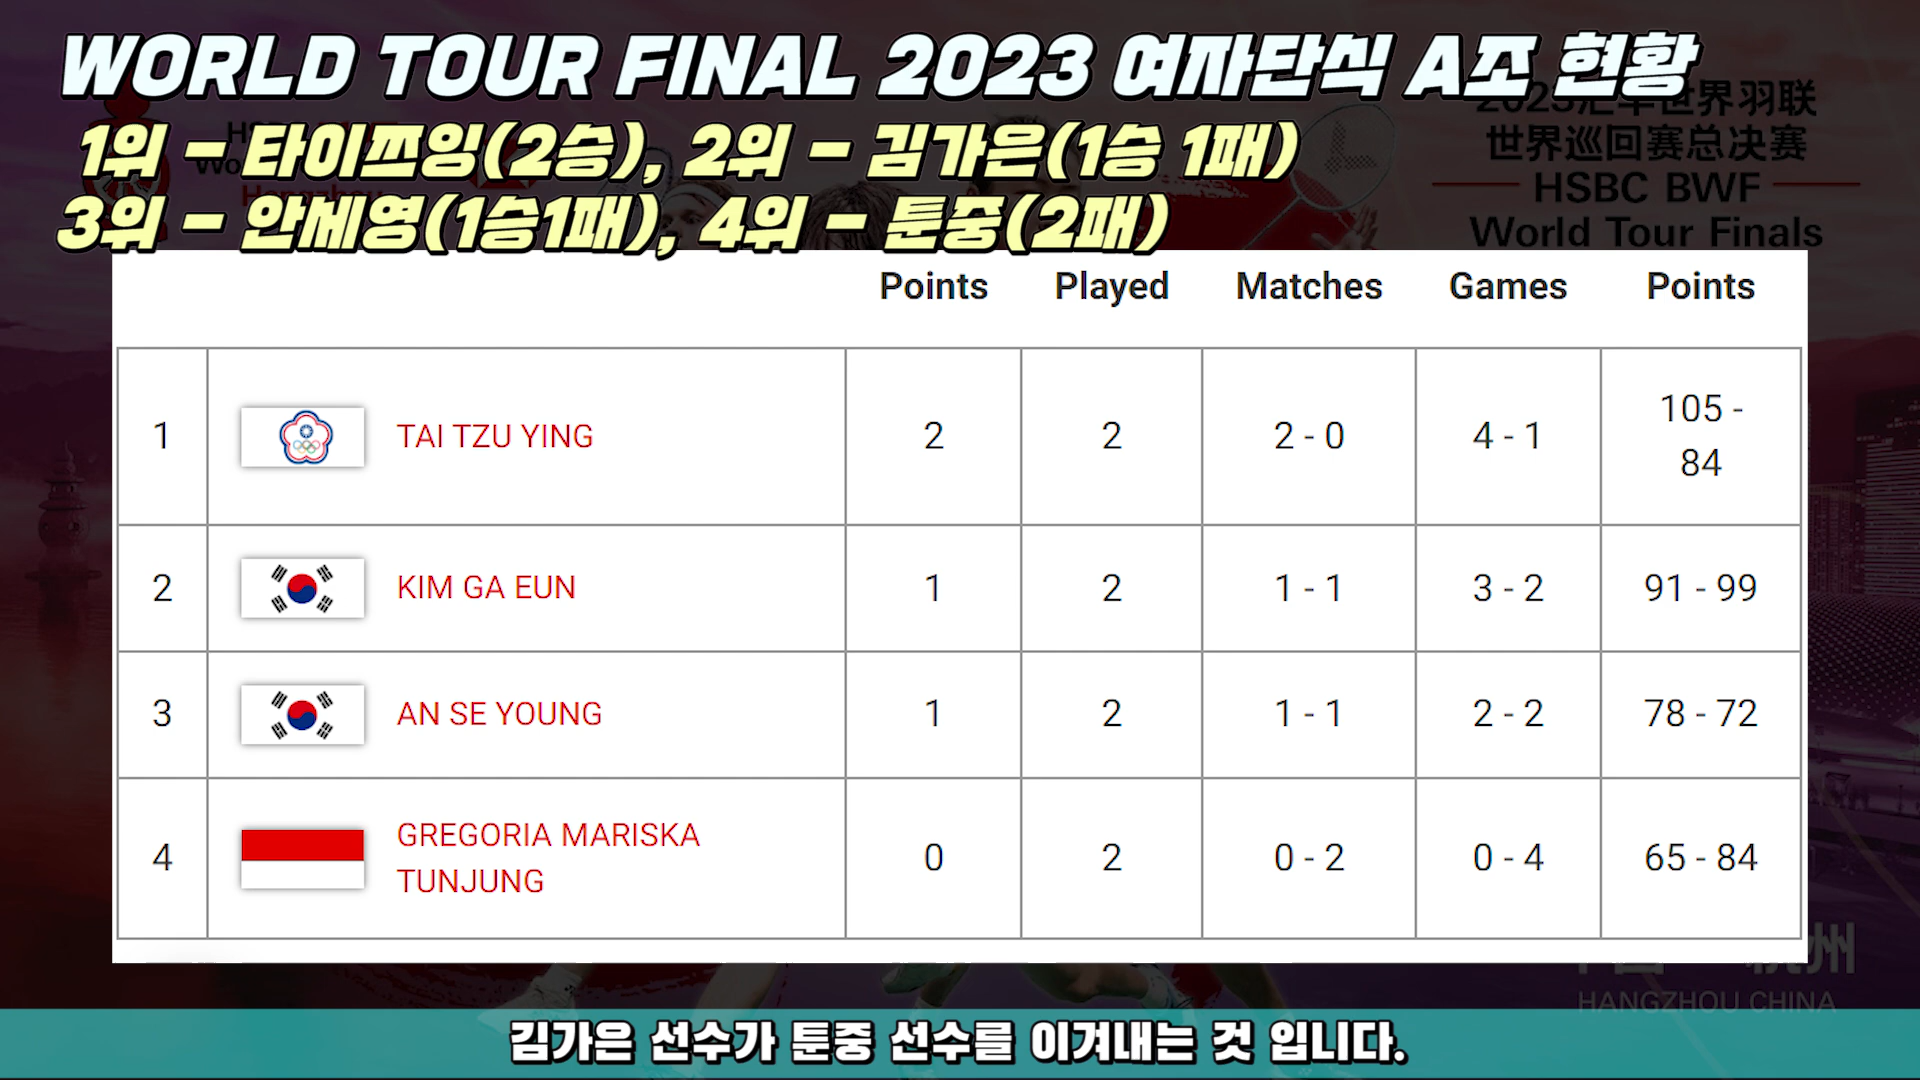 WORLD TOUR FINAL 2023 여자단식 A조 현황
1위 - 타이쯔잉(2승), 2위 - 김가은(1승 1패)
3위 - 안세영(1승1패), 4위 - 툰중(2패)
世界巡回赛总决赛
HSBC BWF
World Tour Finals
Points Played Matches Games Points
1 TAI TZU YING 2 2 2 - 0 4 - 1 105 -
84
2 KIM GA EUN 1 2 1 - 1 3 - 2 91 - 99
3 AN SE YOUNG 1 2 1 - 1 2 - 2 78 - 72
4 GREGORIA MARISKA
TUNJUNG 0 2 0 - 2 0 - 4 65 - 84
HANGZHOU CHINA
김가은 선수가 툰중 선수를 이겨내는 것 입니다.